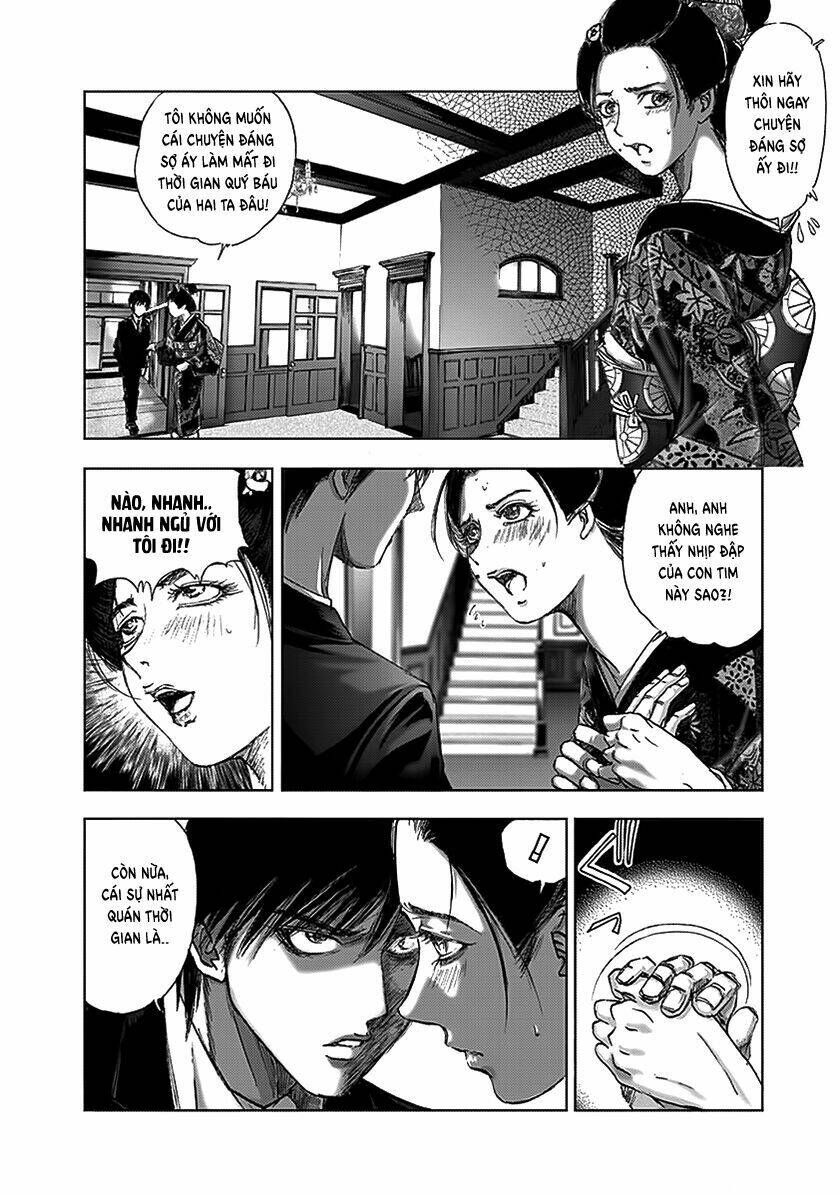 XIN HÃY
THÔI NGAY
CHUYỆN
ĐÁNG SỢ
ẤY ĐI!!
TÔI KHÔNG MUỐN
CÁI CHUYỆN ĐÁNG
SỢ ẤY LÀM MẤT ĐI
THỜI GIAN QUÝ BÁU
CỦA HAI TA ĐÂU!
ANH, ANH
KHÔNG NGHE
THẤY NHỊP ĐẬP
CỦA CON TIM
NÀY SAO?!
NÀO, NHANH..
NHANH NGỦ VỚI
TÔI ĐI!!
!
CÒN NỮA,
CÁI SỰ NHẤT
QUÁN THỜI
GIAN LÀ..